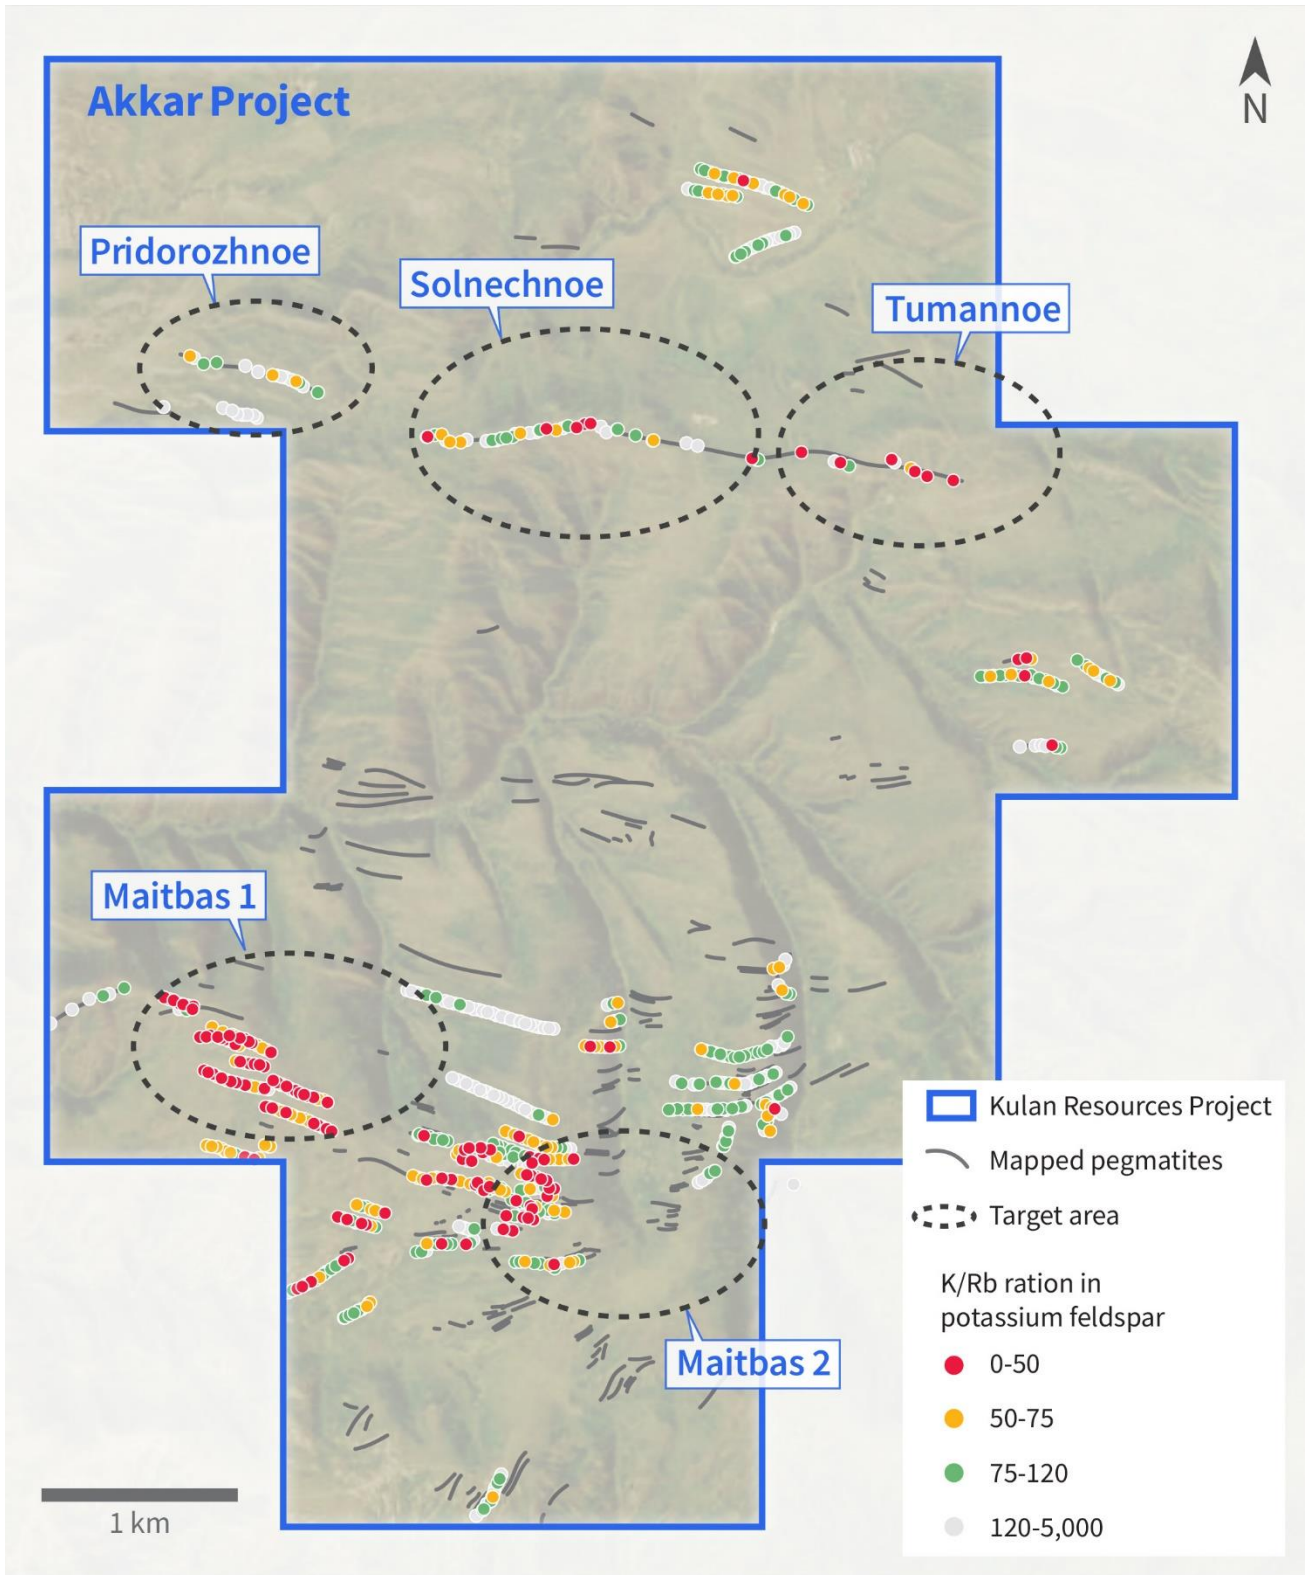 Akkar Project
N
Pridorozhnoe
Solnechnoe
Tumannoe
Maitbas 1
Maitbas 2
Kulan Resources Project
Mapped pegmatites
Target area
K/Rb ration in
potassium feldspar
0-50
50-75
75-120
120-5,000
1 km